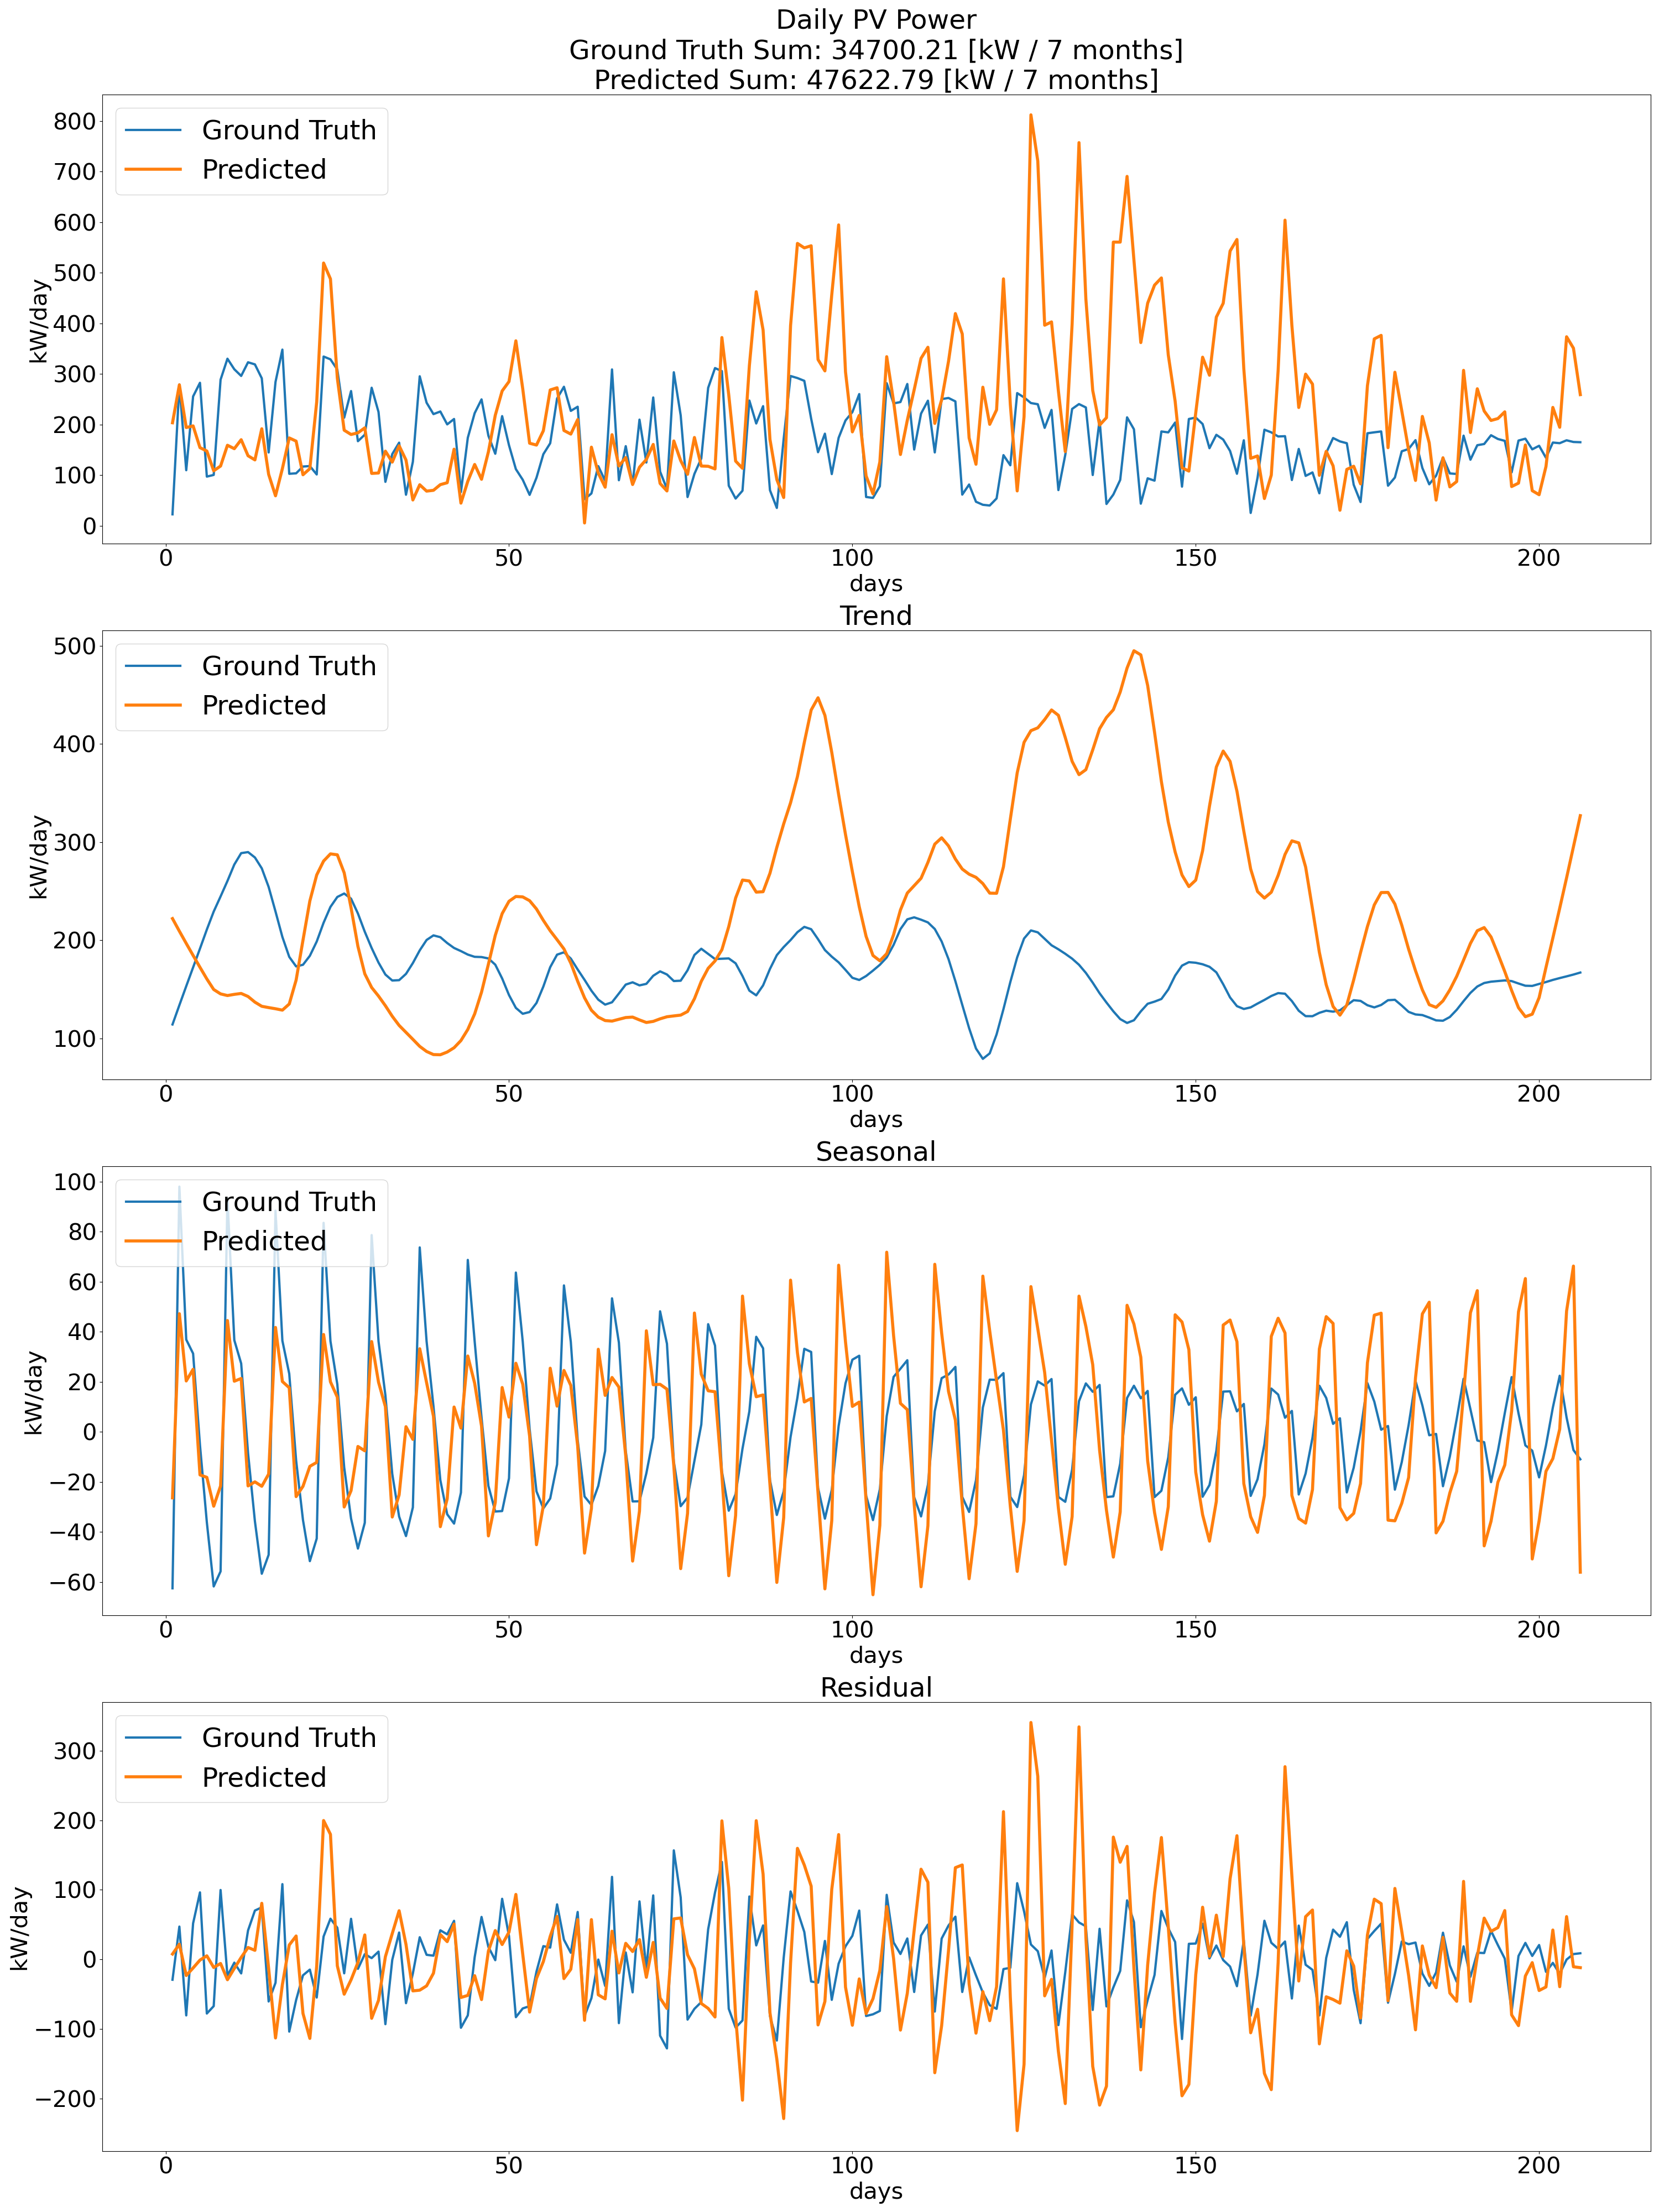 Daily PV Power
Ground Truth Sum: 34700.21 [kW / 7 months]
Predicted Sum: 47622.79 [kW / 7 months]
Ground Truth
Predicted
kW/day
800
700
600
500
400
300
200
100
0
0 50 100 150 200
days
Trend
Ground Truth
Predicted
kW/day
500
400
300
200
100
0 50 100 150 200
days
Seasonal
Ground Truth
Predicted
kW/day
100
80
60
40
20
0
−20
−40
−60
0 50 100 150 200
days
Residual
Ground Truth
Predicted
kW/day
300
200
100
0
−100
−200
0 50 100 150 200
days